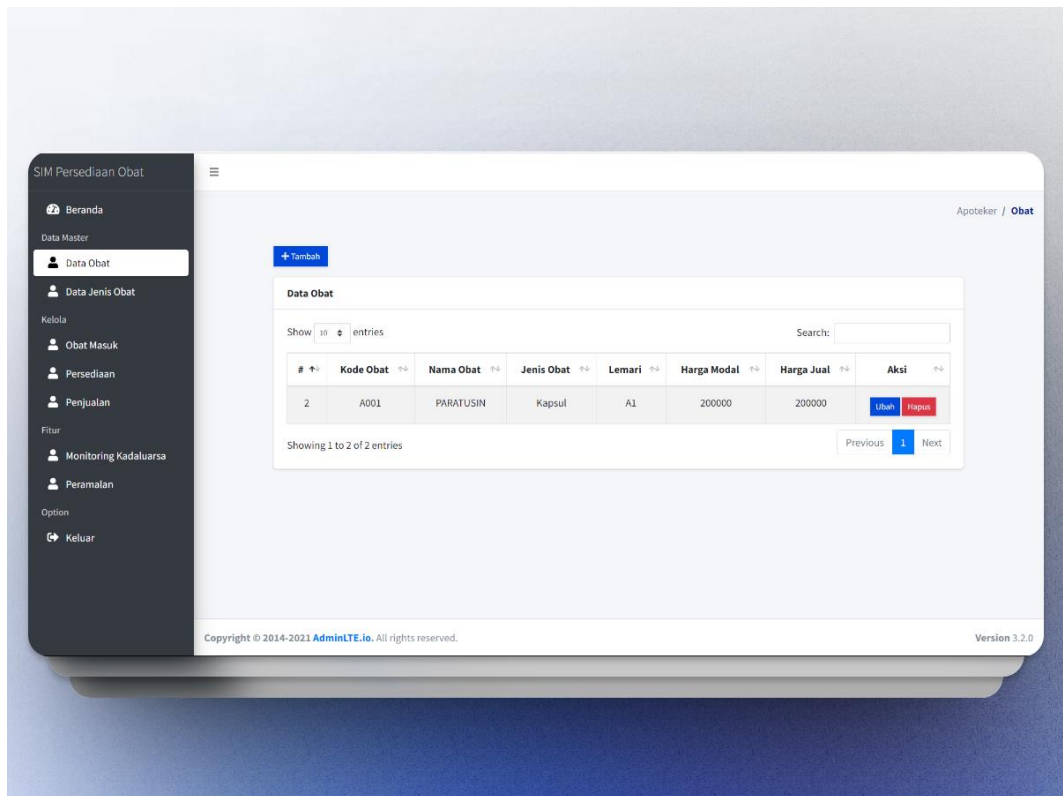 SIM Persediaan Obat
Beranda
Data Master
Data Obat
Data Jenis Obat
Kelola
Obat Masuk
Persediaan
Penjualan
Fitur
Monitoring Kadaluarsa
Peramalan
Option
Keluar
Apoteker / Obat
+ Tambah
Data Obat
Show 10 entries Search:
# Kode Obat Nama Obat Jenis Obat Lemari Harga Modal Harga Jual Aksi
2 A001 PARATUSIN Kapsul A1 200000 200000 Ubah Hapus
Showing 1 to 2 of 2 entries Previous 1 Next
Copyright © 2014-2021 AdminLTE.io. All rights reserved. Version 3.2.0